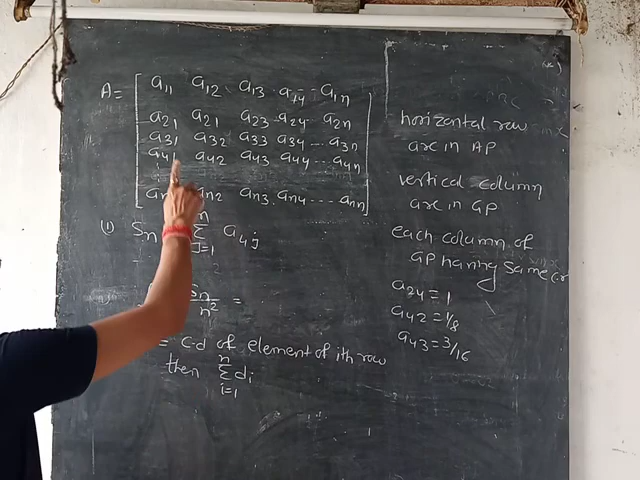 A = a11 a12 a13 a14 -- a1n
a21 a21 a23 a24 -- a2n
a31 a32 a33 a34 ... a3n
a41 a42 a43 a44 ... a4n
an2 an3 an4 ... ann
(1) Sn n Σ j=1 a4j
Sn/n² =
= c.d of element of ith row
then n Σ i=1 di
horizontal raw
are in AP
vertical column
are in GP
each column of
GP having same c.r
a24 = 1
a42 = 1/8
a43 = 3/16